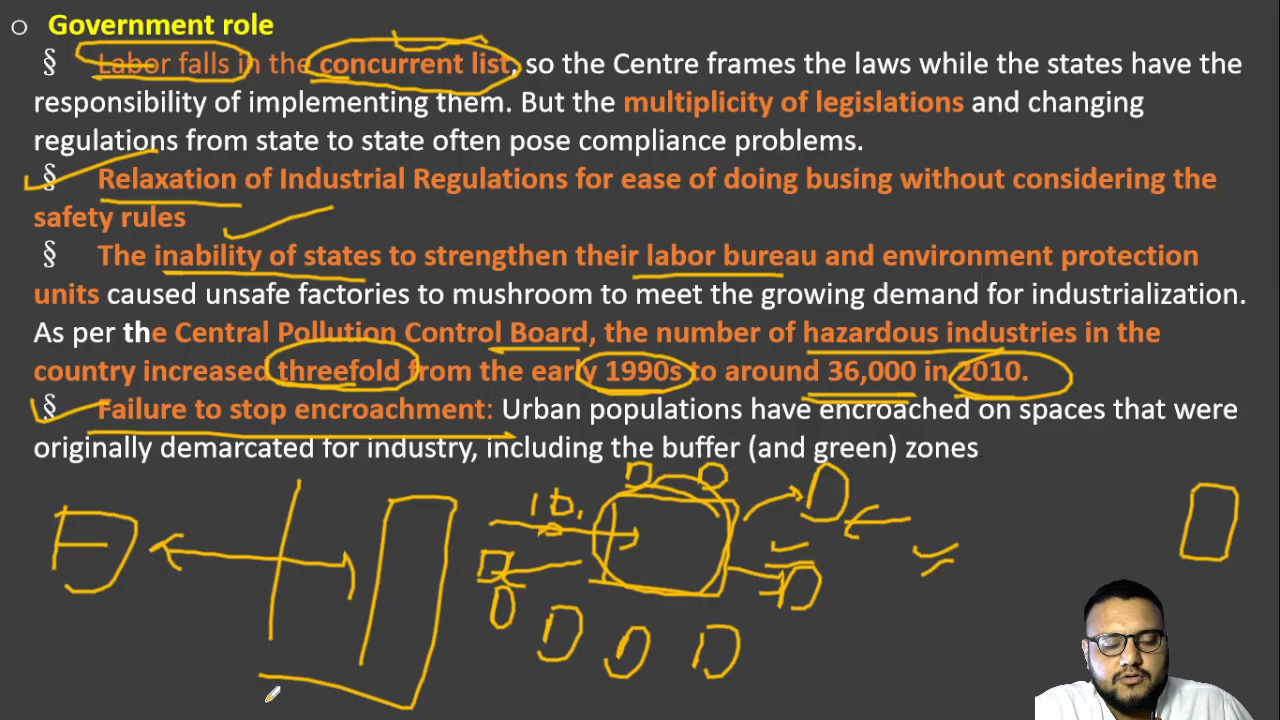 Government role
§ Labor falls in the concurrent list, so the Centre frames the laws while the states have the
responsibility of implementing them. But the multiplicity of legislations and changing
regulations from state to state often pose compliance problems.
§ Relaxation of Industrial Regulations for ease of doing busing without considering the
safety rules
§ The inability of states to strengthen their labor bureau and environment protection
units caused unsafe factories to mushroom to meet the growing demand for industrialization.
As per the Central Pollution Control Board, the number of hazardous industries in the
country increased threefold from the early 1990s to around 36,000 in 2010.
§ Failure to stop encroachment: Urban populations have encroached on spaces that were
originally demarcated for industry, including the buffer (and green) zones